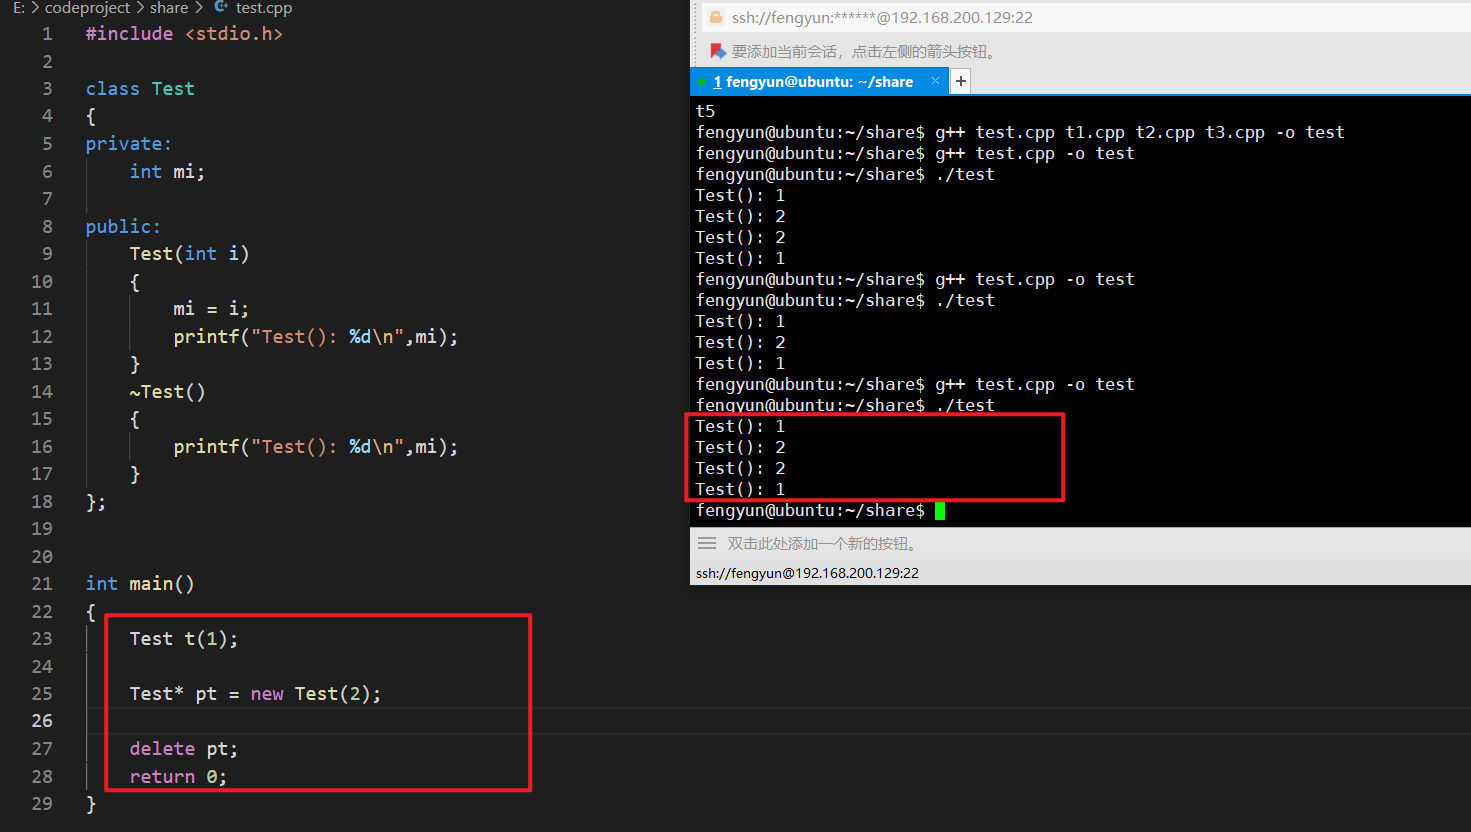 E: > codeproject > share > test.cpp
1 #include <stdio.h>
2
3 class Test
4 {
5 private:
6 int mi;
7
8 public:
9 Test(int i)
10 {
11 mi = i;
12 printf("Test(): %d\n",mi);
13 }
14 ~Test()
15 {
16 printf("Test(): %d\n",mi);
17 }
18 };
19
20
21 int main()
22 {
23 Test t(1);
24
25 Test* pt = new Test(2);
26
27 delete pt;
28 return 0;
29 }
ssh://fengyun:******@192.168.200.129:22
要添加当前会话，点击左侧的箭头按钮。
1 fengyun@ubuntu: ~/share × +
t5
fengyun@ubuntu:~/share$ g++ test.cpp t1.cpp t2.cpp t3.cpp -o test
fengyun@ubuntu:~/share$ g++ test.cpp -o test
fengyun@ubuntu:~/share$ ./test
Test(): 1
Test(): 2
Test(): 2
Test(): 1
fengyun@ubuntu:~/share$ g++ test.cpp -o test
fengyun@ubuntu:~/share$ ./test
Test(): 1
Test(): 2
Test(): 1
fengyun@ubuntu:~/share$ g++ test.cpp -o test
fengyun@ubuntu:~/share$ ./test
Test(): 1
Test(): 2
Test(): 2
Test(): 1
fengyun@ubuntu:~/share$
双击此处添加一个新的按钮。
ssh://fengyun@192.168.200.129:22